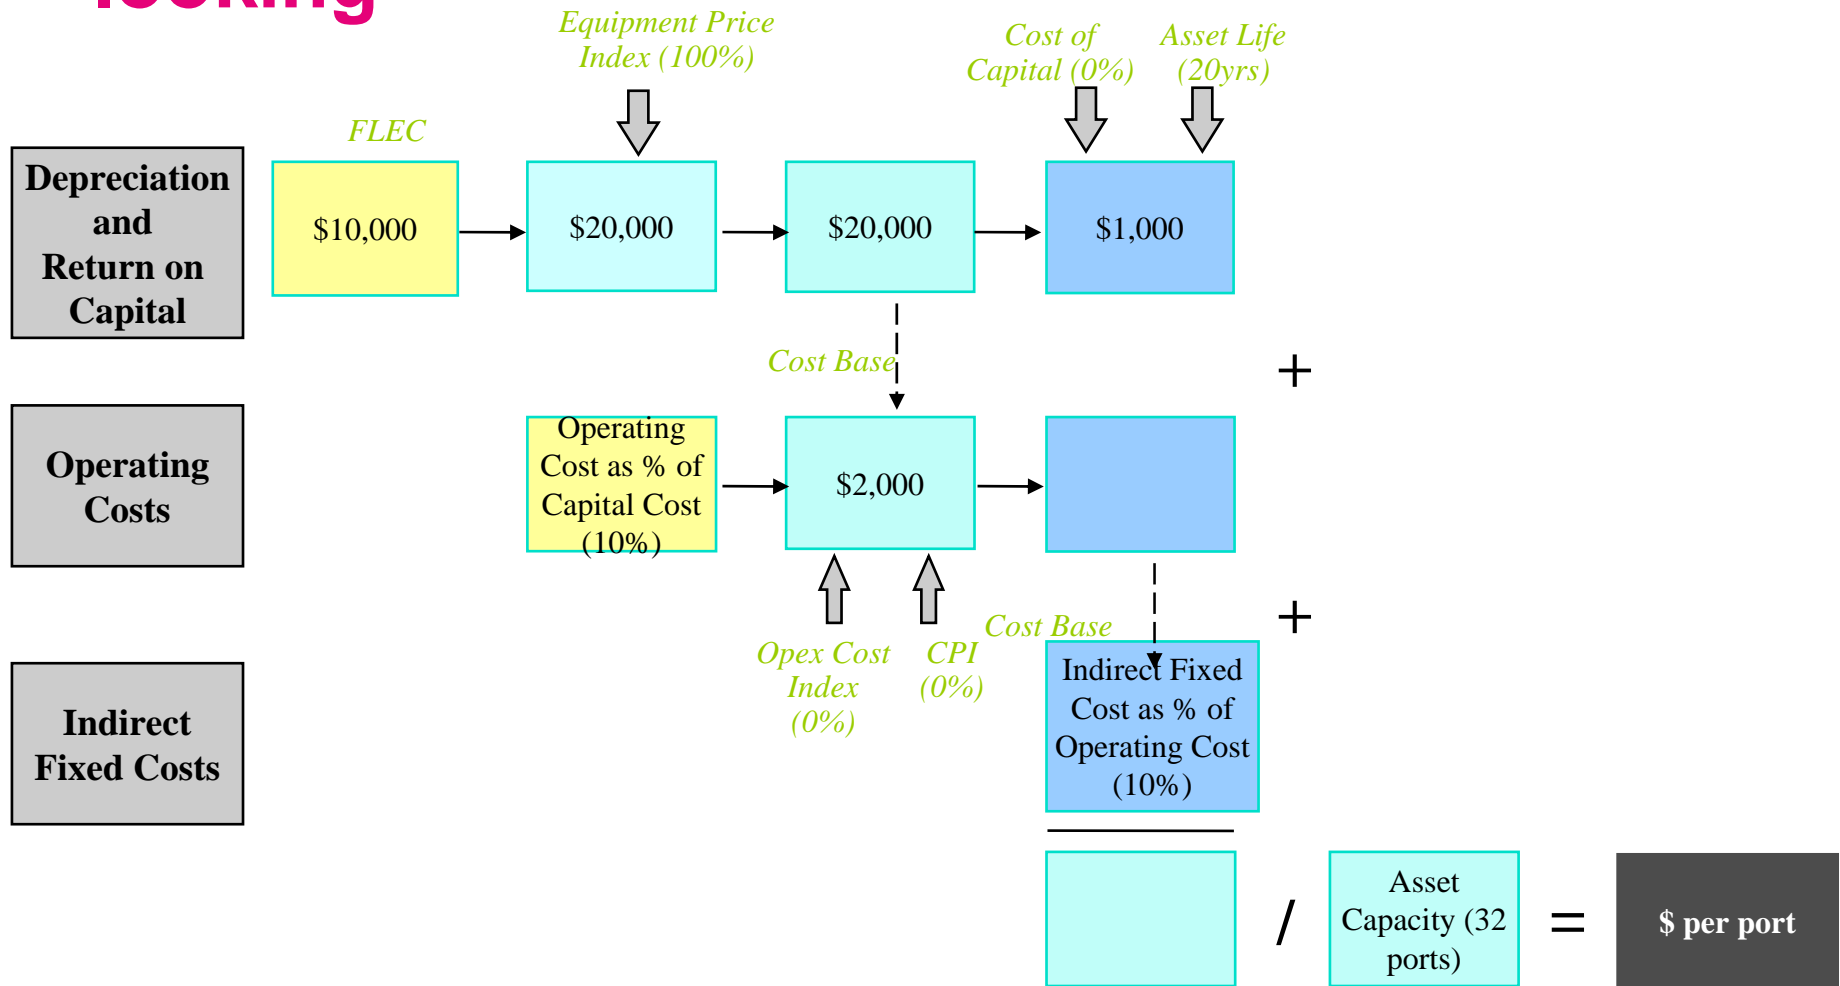 looking
Equipment Price
Index (100%)
Cost of
Capital (0%)
Asset Life
(20yrs)
FLEC
Depreciation
and
Return on
Capital
$10,000
$20,000
$20,000
$1,000
Cost Base
+
Operating
Costs
Operating
Cost as % of
Capital Cost
(10%)
$2,000
Opex Cost
Index
(0%)
CPI
(0%)
Cost Base
+
Indirect
Fixed Costs
Indirect Fixed
Cost as % of
Operating Cost
(10%)
/
Asset
Capacity (32
ports)
=
$ per port